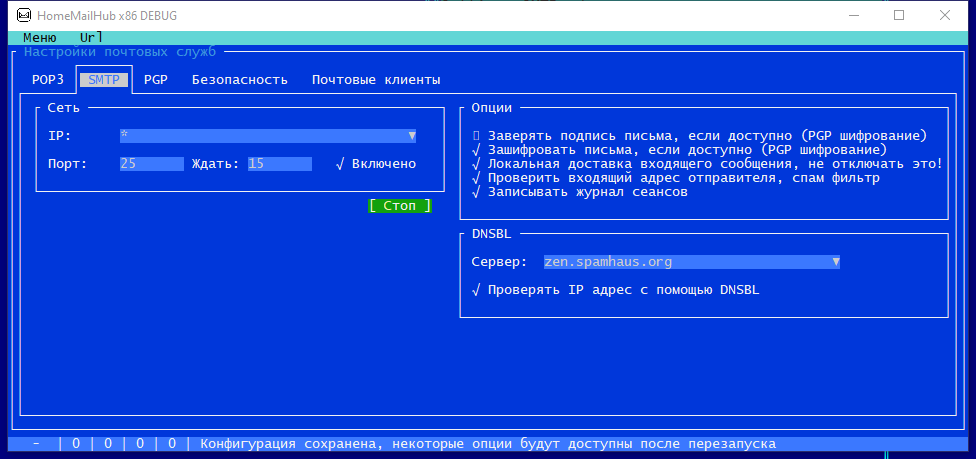 HomeMailHub x86 DEBUG
Меню Url
Настройки почтовых служб
POP3 SMTP PGP Безопасность Почтовые клиенты
Сеть
IP: *
Порт: 25 Ждать: 15 √ Включено
[ Стоп ]
Опции
Заверять подпись письма, если доступно (PGP шифрование)
√ Зашифровать письма, если доступно (PGP шифрование)
√ Локальная доставка входящего сообщения, не отключать это!
√ Проверить входящий адрес отправителя, спам фильтр
√ Записывать журнал сеансов
DNSBL
Сервер: zen.spamhaus.org
√ Проверять IP адрес с помощью DNSBL
- | 0 | 0 | 0 | 0 | Конфигурация сохранена, некоторые опции будут доступны после перезапуска